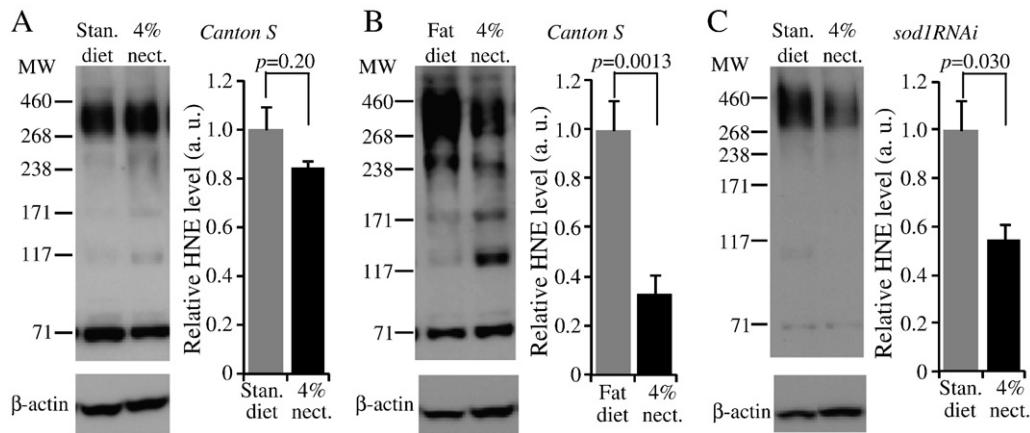 A
Stan. 4%
diet nect.
MW
460
268
238
171
117
71
β-actin
Canton S
p=0.20
Relative HNE level (a. u.)
1.2
1.0
0.8
0.6
0.4
0.2
0
Stan. 4%
diet nect.
B
Fat 4%
diet nect.
MW
460
268
238
171
117
71
β-actin
Canton S
p=0.0013
Relative HNE level (a. u.)
1.2
1.0
0.8
0.6
0.4
0.2
0
Fat 4%
diet nect.
C
Stan. 4%
diet nect.
MW
460
268
238
171
117
71
β-actin
sod1RNAi
p=0.030
Relative HNE level (a. u.)
1.2
1.0
0.8
0.6
0.4
0.2
0
Stan. 4%
diet nect.